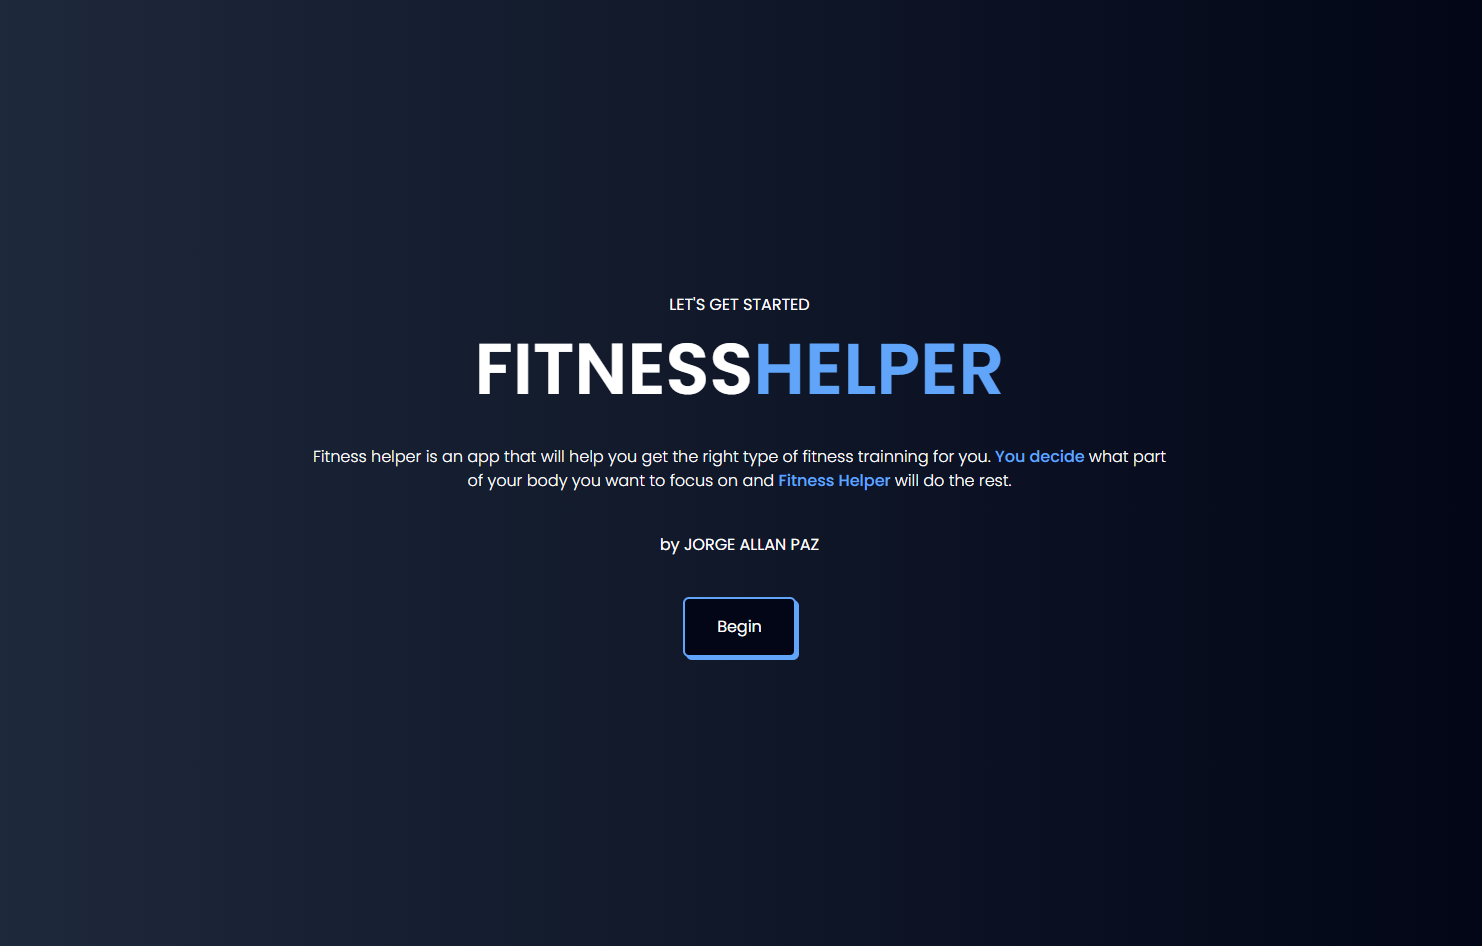 LET'S GET STARTED
FITNESSHELPER
Fitness helper is an app that will help you get the right type of fitness trainning for you. You decide what part
of your body you want to focus on and Fitness Helper will do the rest.
by JORGE ALLAN PAZ
Begin